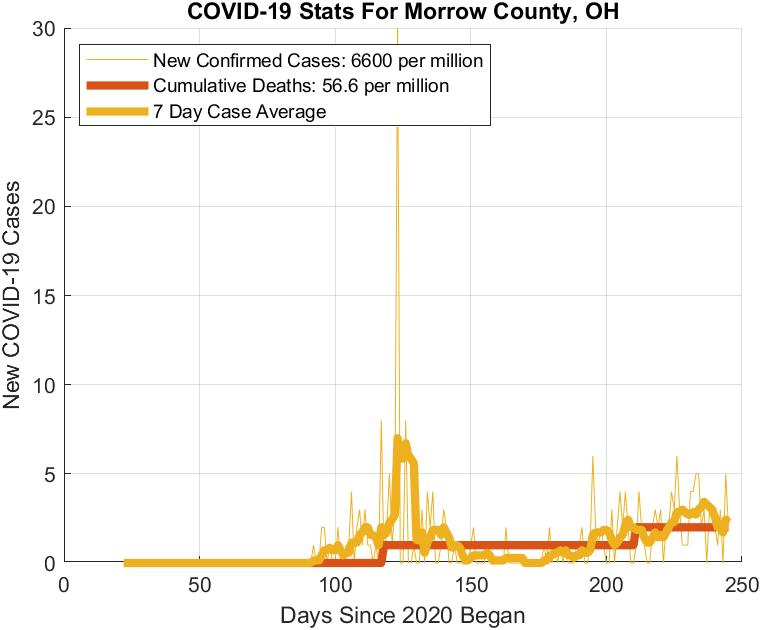 COVID-19 Stats For Morrow County, OH
30
New Confirmed Cases: 6600 per million
Cumulative Deaths: 56.6 per million
7 Day Case Average
25
20
15
10
5
0
New COVID-19 Cases
0 50 100 150 200 250
Days Since 2020 Began